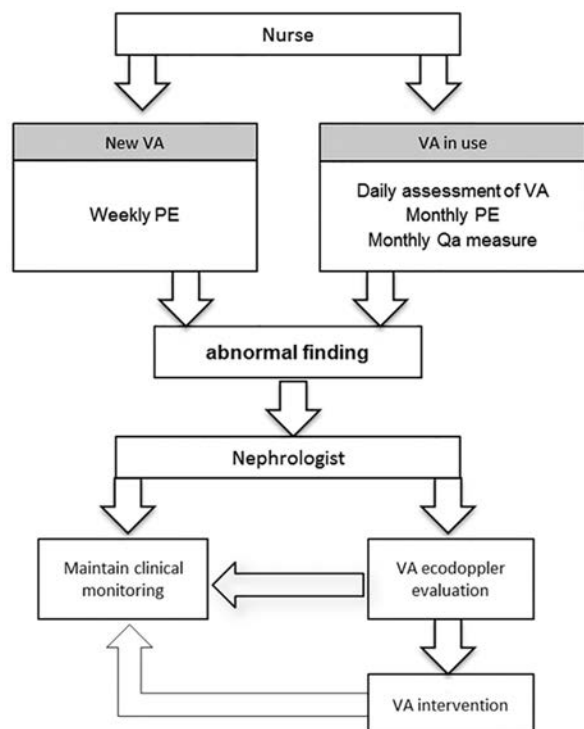 Nurse
New VA
Weekly PE
VA in use
Daily assessment of VA
Monthly PE
Monthly Qa measure
abnormal finding
Nephrologist
Maintain clinical
monitoring
VA ecodoppler
evaluation
VA intervention